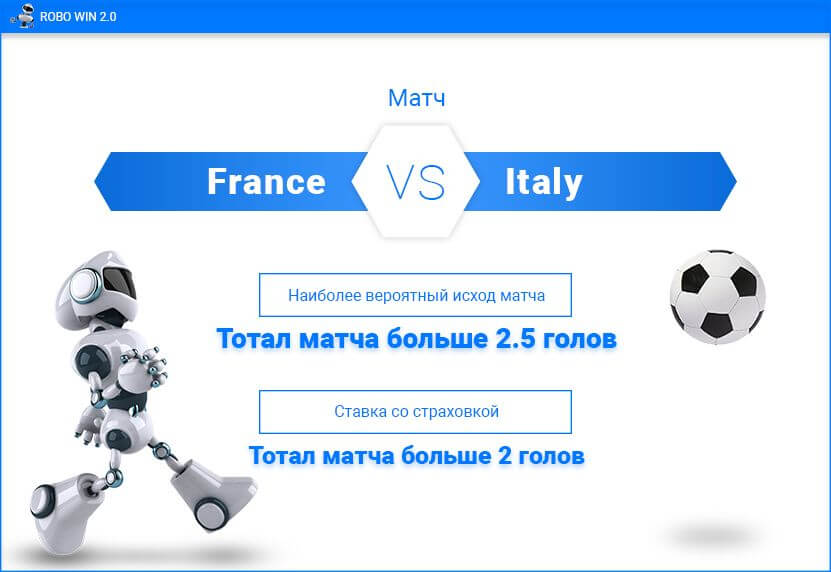 ROBO WIN 2.0
Матч
France VS Italy
Наиболее вероятный исход матча
Тотал матча больше 2.5 голов
Ставка со страховкой
Тотал матча больше 2 голов